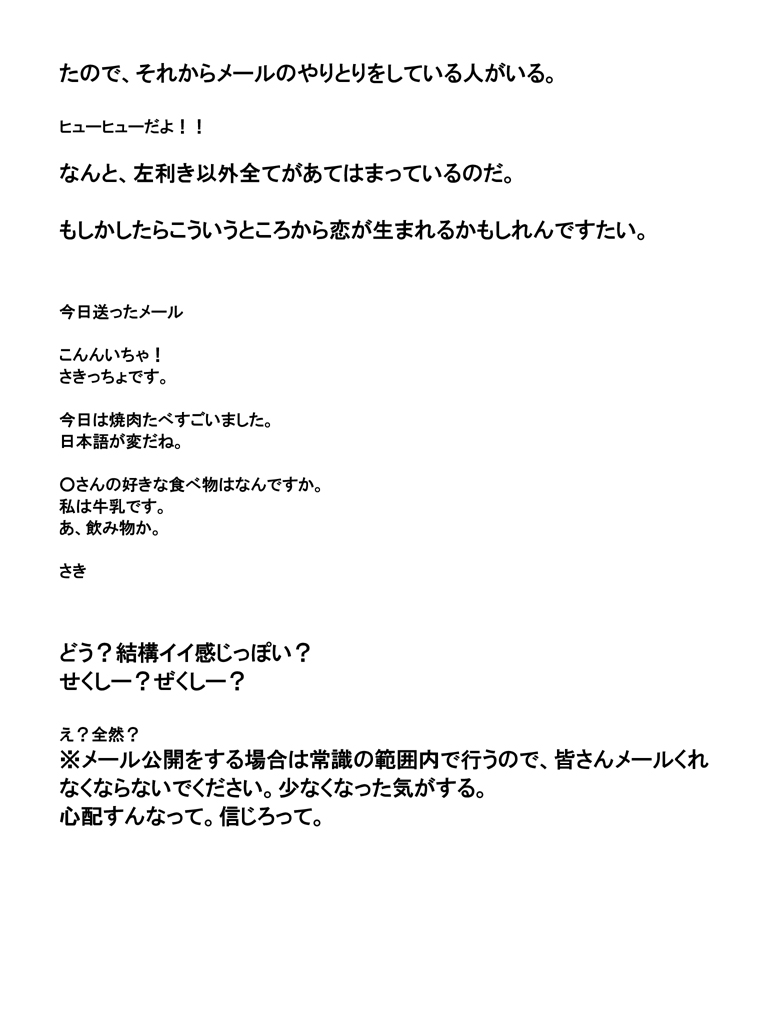 たので、それからメールのやりとりをしている人がいる。
ヒューヒューだよ！！
なんと、左利き以外全てがあてはまっているのだ。
もしかしたらこういうところから恋が生まれるかもしれんですたい。
今日送ったメール
こんんいちゃ！
さきっちょです。
今日は焼肉たべすごいました。
日本語が変だね。
○さんの好きな食べ物はなんですか。
私は牛乳です。
あ、飲み物か。
さき
どう？結構イイ感じっぽい？
せくしー？ぜくしー？
え？全然？
※メール公開をする場合は常識の範囲内で行うので、皆さんメールくれ
なくならないでください。少なくなった気がする。
心配すんなって。信じろって。